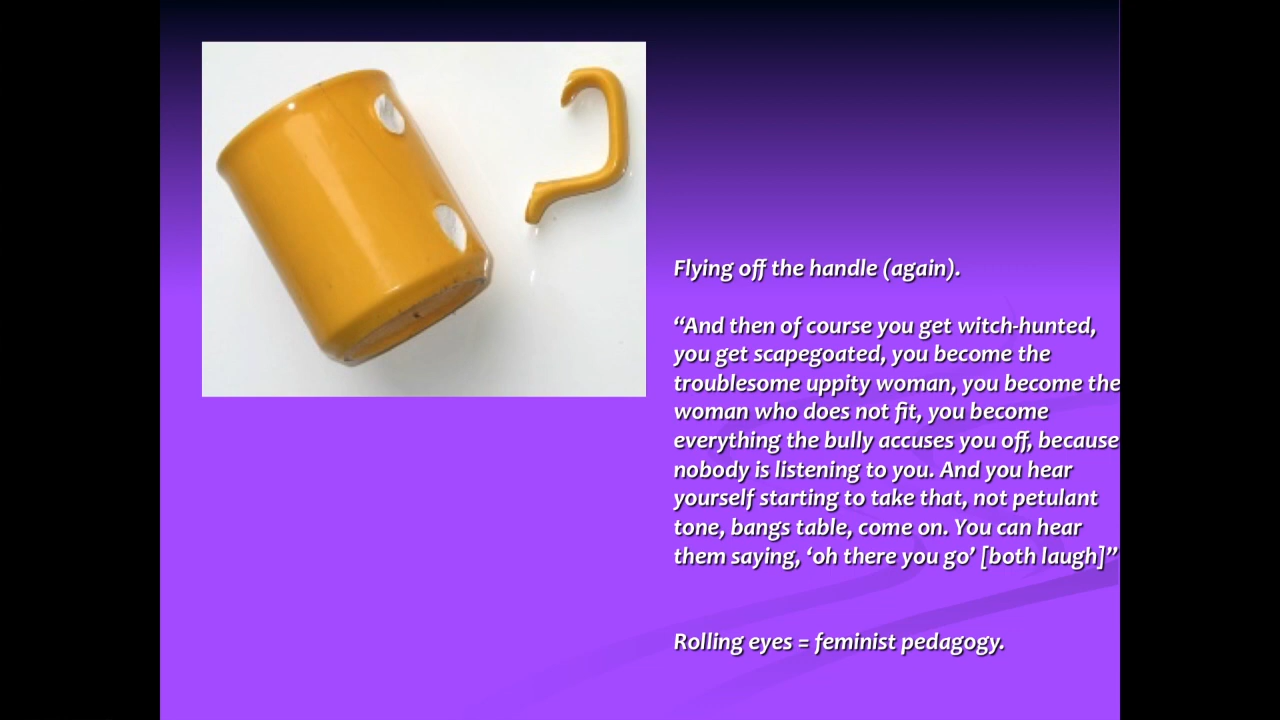 Flying off the handle (again).
“And then of course you get witch-hunted,
you get scapegoated, you become the
troublesome uppity woman, you become the
woman who does not fit, you become
everything the bully accuses you off, because
nobody is listening to you. And you hear
yourself starting to take that, not petulant
tone, bangs table, come on. You can hear
them saying, ‘oh there you go’ [both laugh]”
Rolling eyes = feminist pedagogy.